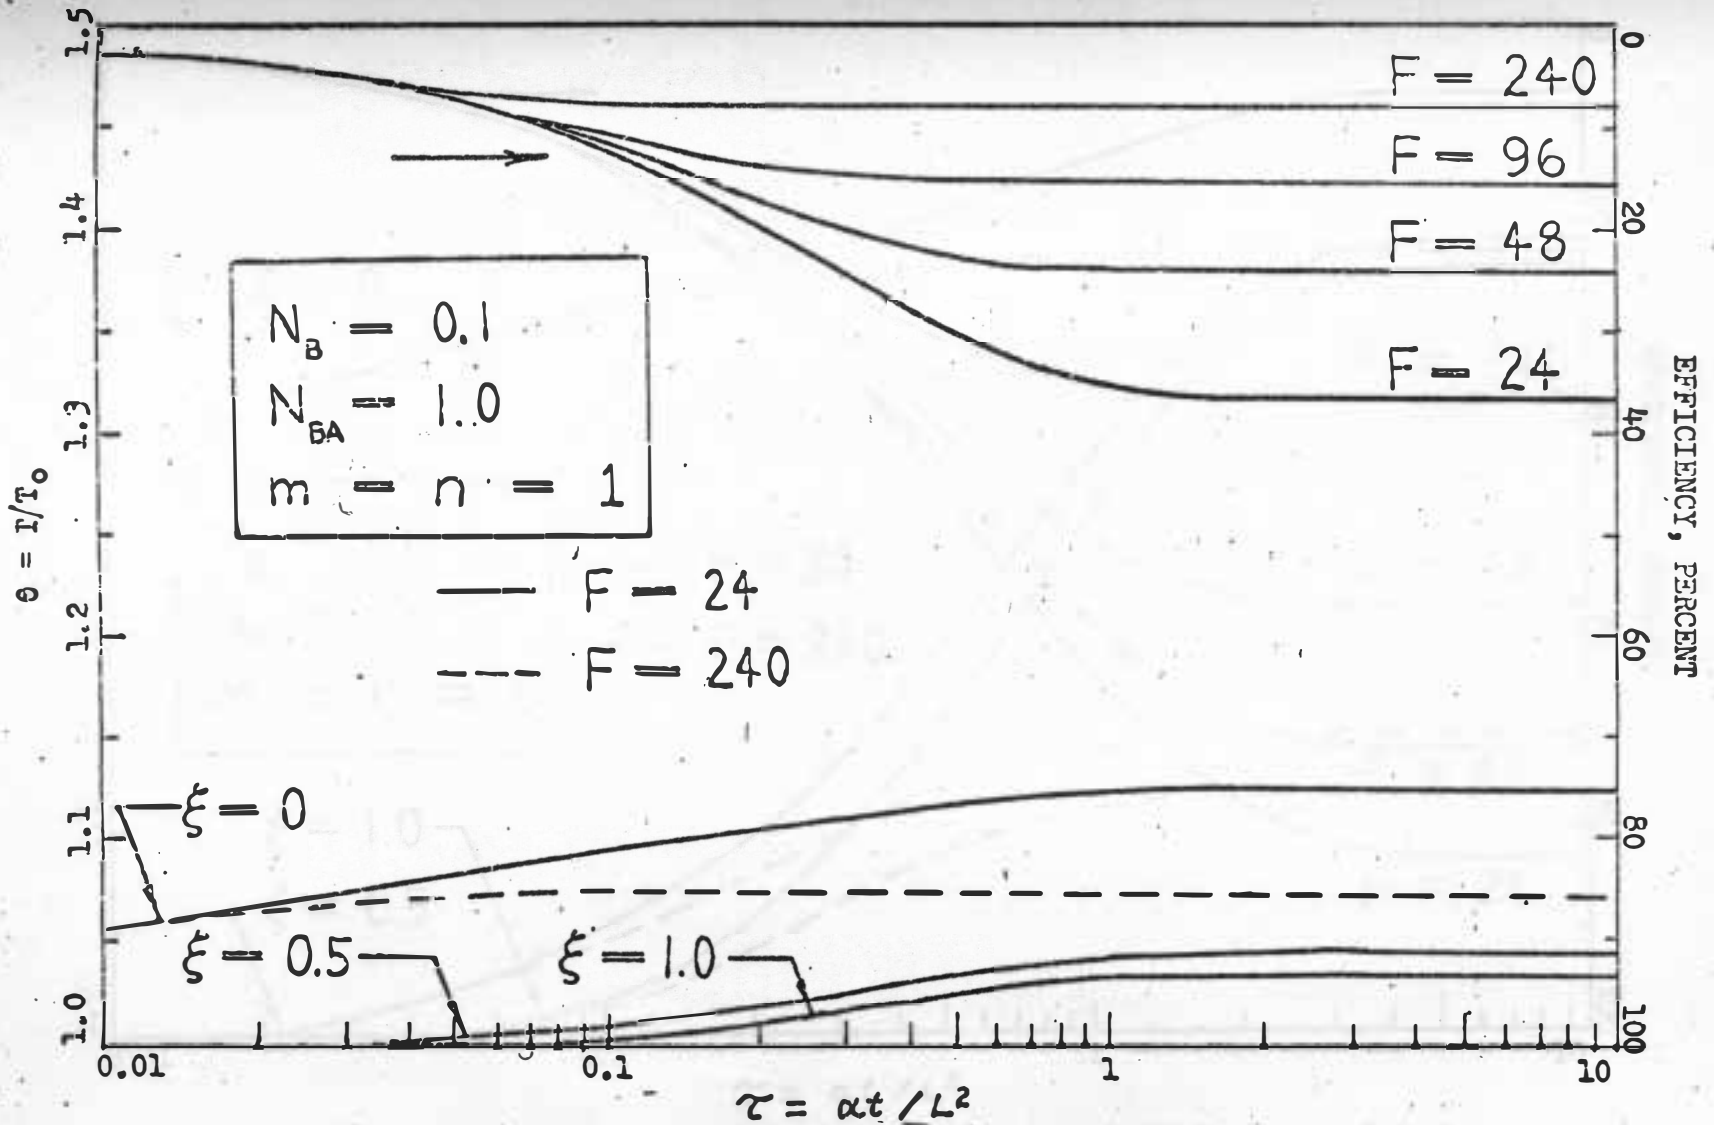 1.5
1.4
1.3
1.2
1.1
1.0
θ = T/T₀
0
20
40
60
80
100
EFFICIENCY, PERCENT
F = 240
F = 96
F = 48
F = 24
N_B = 0.1
N_BA = 1.0
m = n = 1
F = 24
F = 240
ξ = 0
ξ = 0.5
ξ = 1.0
0.01
0.1
1
10
τ = αt/L²